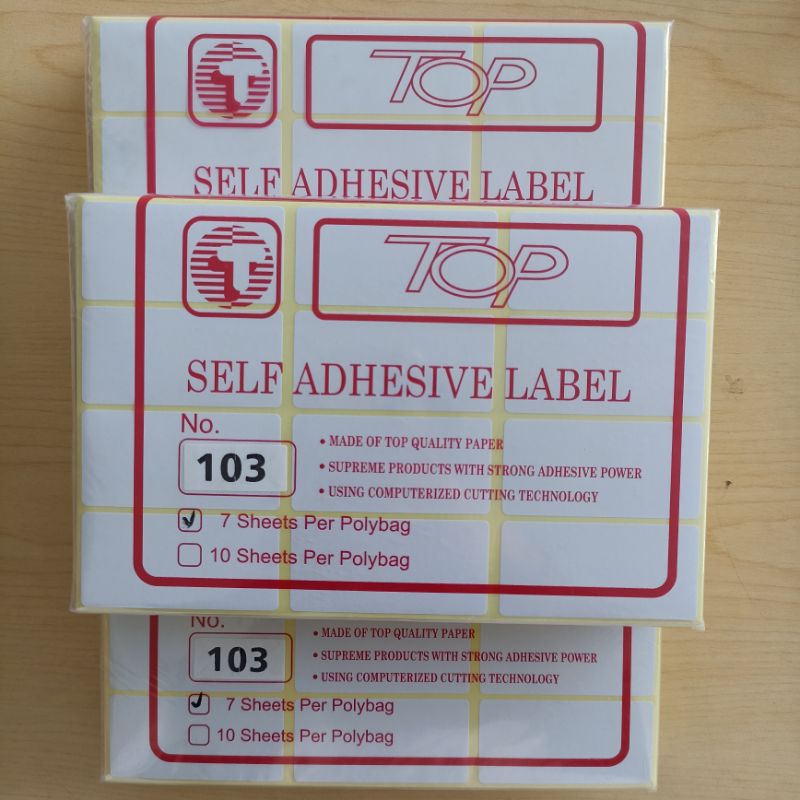 T
TOP
SELF ADHESIVE LABEL
T
TOP
SELF ADHESIVE LABEL
No.
103
• MADE OF TOP QUALITY PAPER
• SUPREME PRODUCTS WITH STRONG ADHESIVE POWER
• USING COMPUTERIZED CUTTING TECHNOLOGY
7 Sheets Per Polybag
10 Sheets Per Polybag
No.
103
• MADE OF TOP QUALITY PAPER
• SUPREME PRODUCTS WITH STRONG ADHESIVE POWER
• USING COMPUTERIZED CUTTING TECHNOLOGY
7 Sheets Per Polybag
10 Sheets Per Polybag